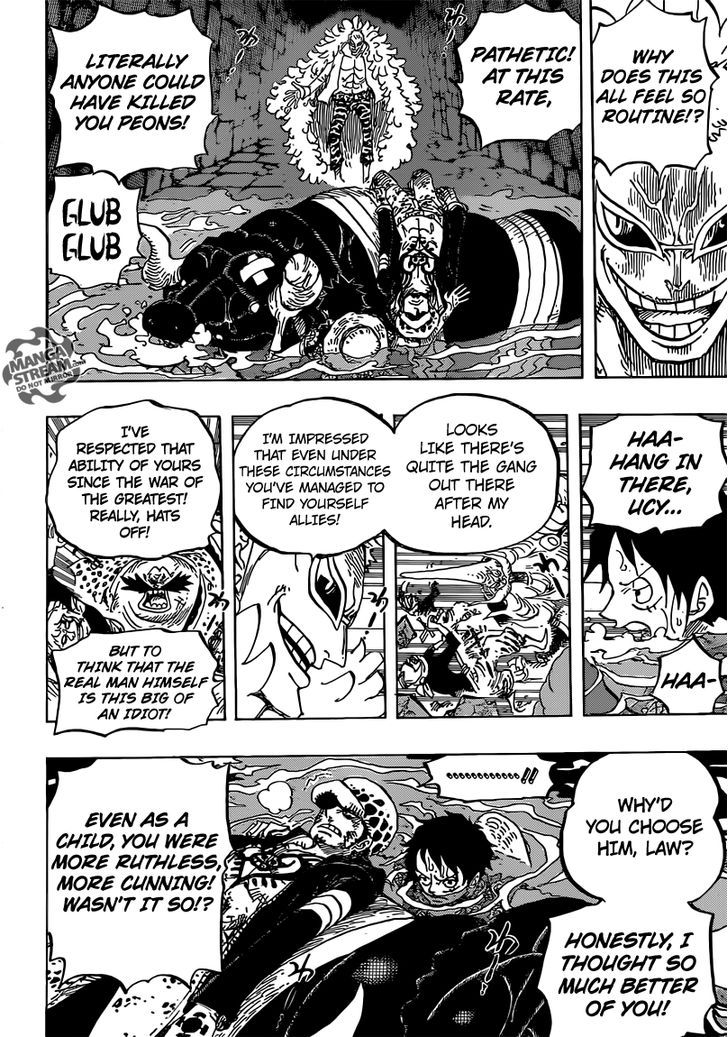 WHY
DOES THIS
ALL FEEL SO
ROUTINE!?
PATHETIC!
AT THIS
RATE,
LITERALLY
ANYONE COULD
HAVE KILLED
YOU PEONS!
GLUB
GLUB
MANGA
STREAM.com
DO NOT MIRROR
HAA-
HANG IN
THERE,
UCY...
HAA-
LOOKS
LIKE THERE'S
QUITE THE GANG
OUT THERE
AFTER MY
HEAD.
I'M IMPRESSED
THAT EVEN UNDER
THESE CIRCUMSTANCES
YOU'VE MANAGED TO
FIND YOURSELF
ALLIES!
I'VE
RESPECTED THAT
ABILITY OF YOURS
SINCE THE WAR OF
THE GREATEST!
REALLY, HATS
OFF!
BUT TO
THINK THAT THE
REAL MAN HIMSELF
IS THIS BIG OF
AN IDIOT!
WHY'D
YOU CHOOSE
HIM, LAW?
HONESTLY, I
THOUGHT SO
MUCH BETTER
OF YOU!
............!!
EVEN AS A
CHILD, YOU WERE
MORE RUTHLESS,
MORE CUNNING!
WASN'T IT SO!?